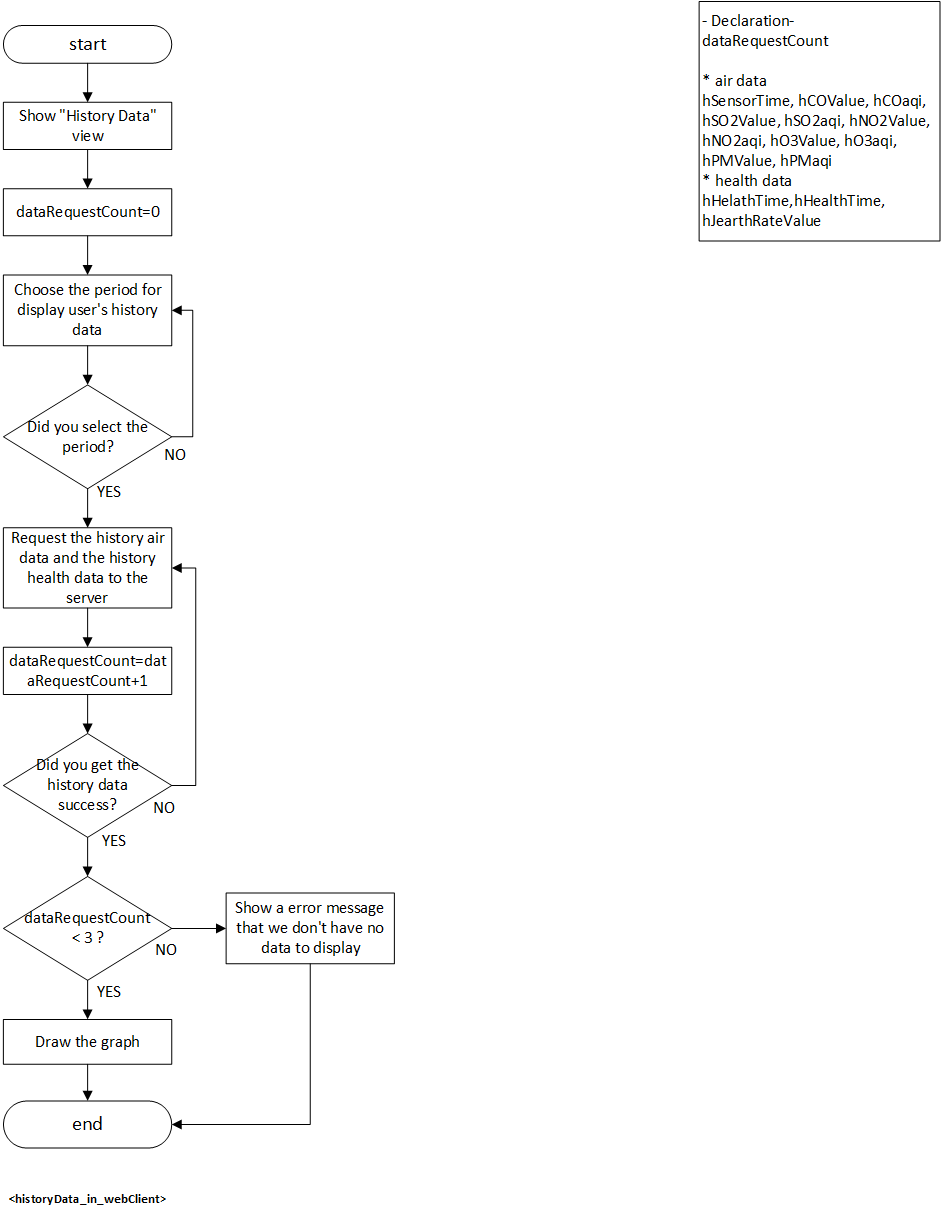 start
Show "History Data"
view
dataRequestCount=0
Choose the period for
display user's history
data
Did you select the
period?
NO
YES
Request the history air
data and the history
health data to the
server
dataRequestCount=dat
aRequestCount+1
Did you get the
history data
success?
NO
YES
dataRequestCount
< 3 ?
NO
YES
Show a error message
that we don't have no
data to display
Draw the graph
end
<historyData_in_webClient>
- Declaration-
dataRequestCount
* air data
hSensorTime, hCOValue, hCOaqi,
hSO2Value, hSO2aqi, hNO2Value,
hNO2aqi, hO3Value, hO3aqi,
hPMValue, hPMaqi
* health data
hHelathTime,hHealthTime,
hJearthRateValue